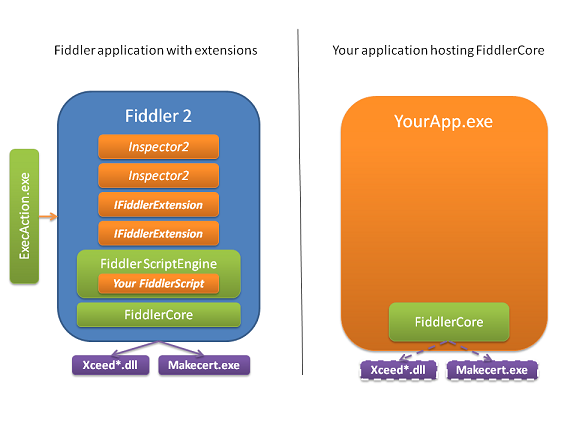 Fiddler application with extensions
Your application hosting FiddlerCore
Fiddler 2
Inspector2
Inspector2
IFiddlerExtension
IFiddlerExtension
FiddlerScriptEngine
Your FiddlerScript
FiddlerCore
ExecAction.exe
Xceed*.dll
Makecert.exe
YourApp.exe
FiddlerCore
Xceed*.dll
Makecert.exe